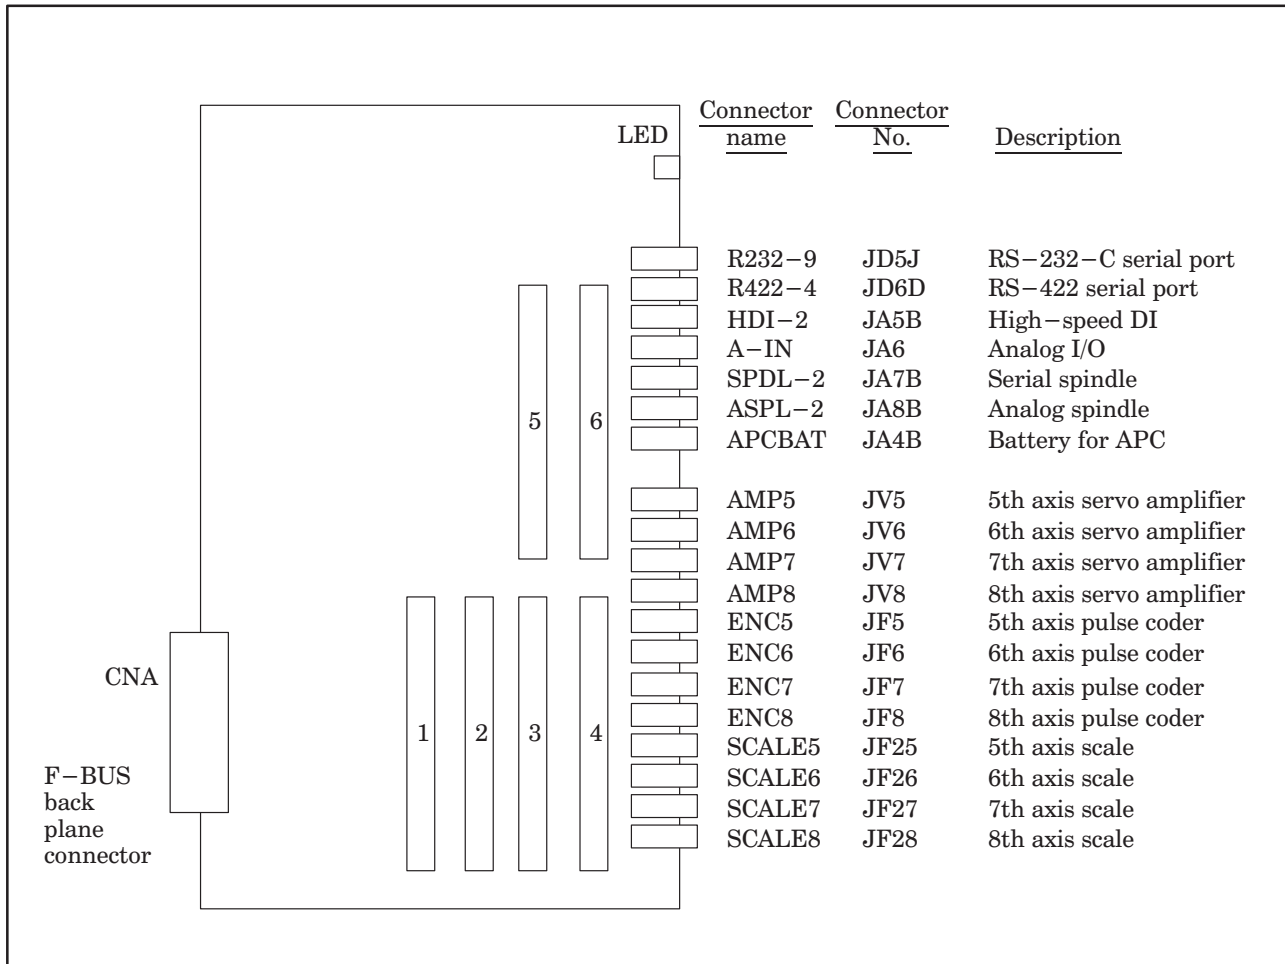 LED
Connector Connector
name No. Description
R232−9 JD5J RS−232−C serial port
R422−4 JD6D RS−422 serial port
HDI−2 JA5B High−speed DI
A−IN JA6 Analog I/O
SPDL−2 JA7B Serial spindle
ASPL−2 JA8B Analog spindle
APCBAT JA4B Battery for APC
5 6
AMP5 JV5 5th axis servo amplifier
AMP6 JV6 6th axis servo amplifier
AMP7 JV7 7th axis servo amplifier
AMP8 JV8 8th axis servo amplifier
ENC5 JF5 5th axis pulse coder
ENC6 JF6 6th axis pulse coder
ENC7 JF7 7th axis pulse coder
ENC8 JF8 8th axis pulse coder
SCALE5 JF25 5th axis scale
SCALE6 JF26 6th axis scale
SCALE7 JF27 7th axis scale
SCALE8 JF28 8th axis scale
CNA
1 2 3 4
F−BUS
back
plane
connector